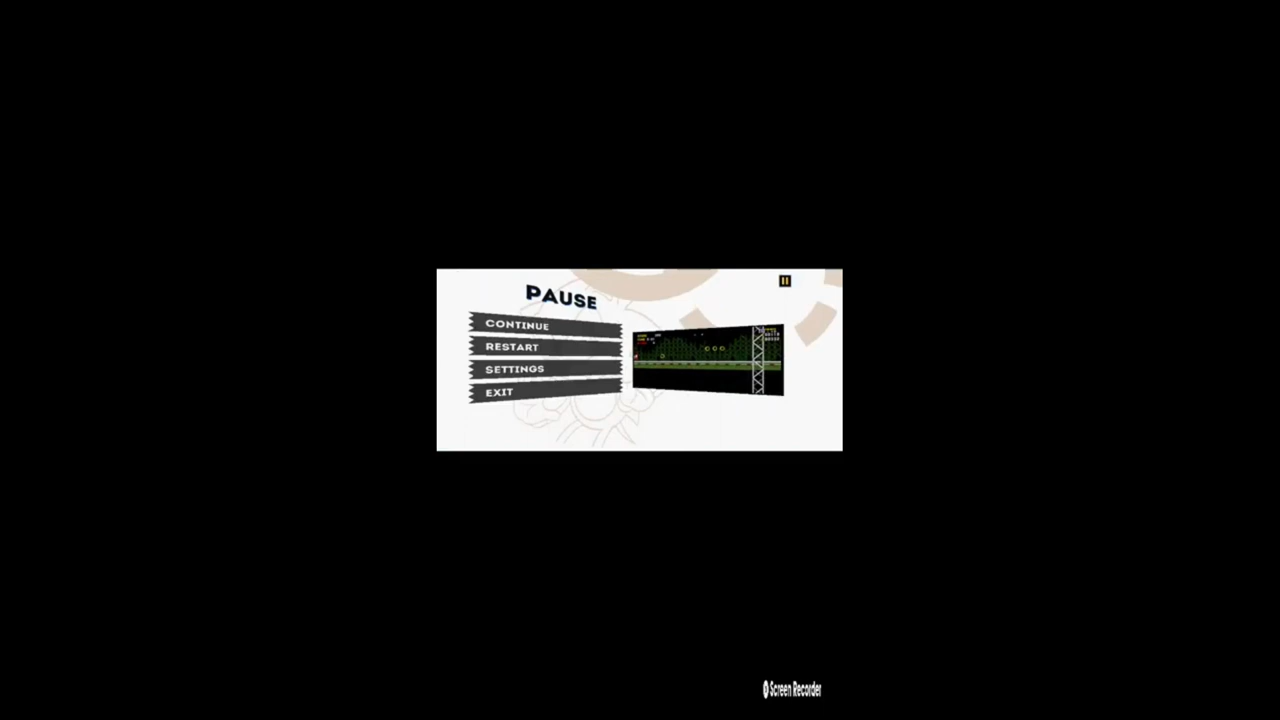 PAUSE
CONTINUE
RESTART
SETTINGS
EXIT
Screen Recorder